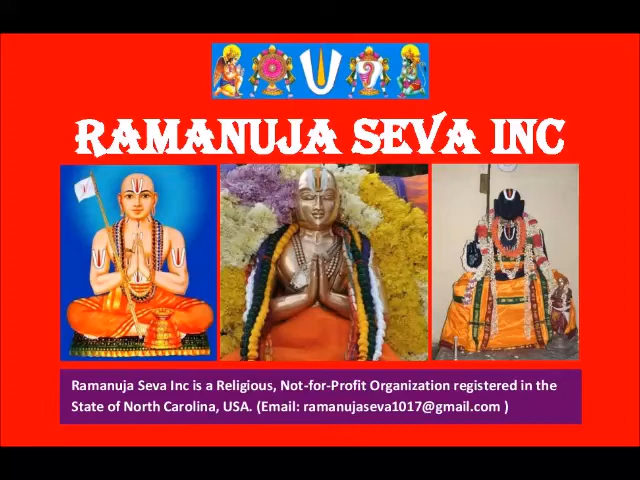 RAMANUJA SEVA INC
Ramanuja Seva Inc is a Religious, Not-for-Profit Organization registered in the
State of North Carolina, USA. (Email: ramanujaseva1017@gmail.com )